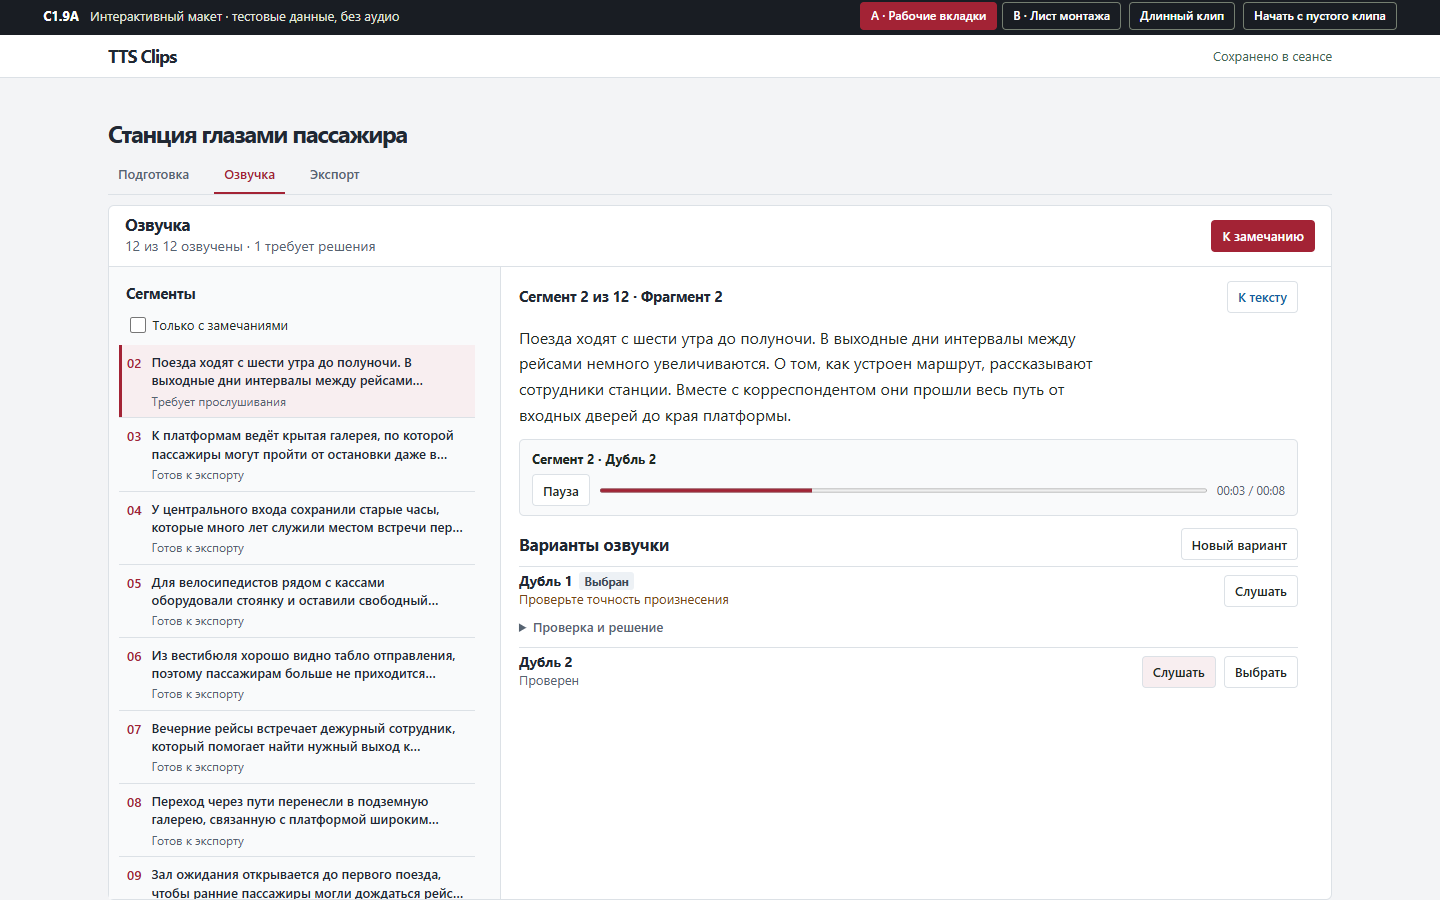 C1.9A Интерактивный макет · тестовые данные, без аудио
A · Рабочие вкладки
B · Лист монтажа
Длинный клип
Начать с пустого клипа
TTS Clips
Сохранено в сеансе
Станция глазами пассажира
Подготовка
Озвучка
Экспорт
Озвучка
12 из 12 озвучены · 1 требует решения
К замечанию
Сегменты
Только с замечаниями
02 Поезда ходят с шести утра до полуночи. В
выходные дни интервалы между рейсами...
Требует прослушивания
03 К платформам ведёт крытая галерея, по которой
пассажиры могут пройти от остановки даже в...
Готов к экспорту
04 У центрального входа сохранили старые часы,
которые много лет служили местом встречи пер...
Готов к экспорту
05 Для велосипедистов рядом с кассами
оборудовали стоянку и оставили свободный...
Готов к экспорту
06 Из вестибюля хорошо видно табло отправления,
поэтому пассажирам больше не приходится...
Готов к экспорту
07 Вечерние рейсы встречает дежурный сотрудник,
который помогает найти нужный выход к...
Готов к экспорту
08 Переход через пути перенесли в подземную
галерею, связанную с платформой широким...
Готов к экспорту
09 Зал ожидания открывается до первого поезда,
чтобы ранние пассажиры могли дождаться рейс...
Сегмент 2 из 12 · Фрагмент 2
К тексту
Поезда ходят с шести утра до полуночи. В выходные дни интервалы между
рейсами немного увеличиваются. О том, как устроен маршрут, рассказывают
сотрудники станции. Вместе с корреспондентом они прошли весь путь от
входных дверей до края платформы.
Сегмент 2 · Дубль 2
Пауза
00:03 / 00:08
Варианты озвучки
Новый вариант
Дубль 1 Выбран
Проверьте точность произнесения
Слушать
Проверка и решение
Дубль 2
Проверен
Слушать
Выбрать